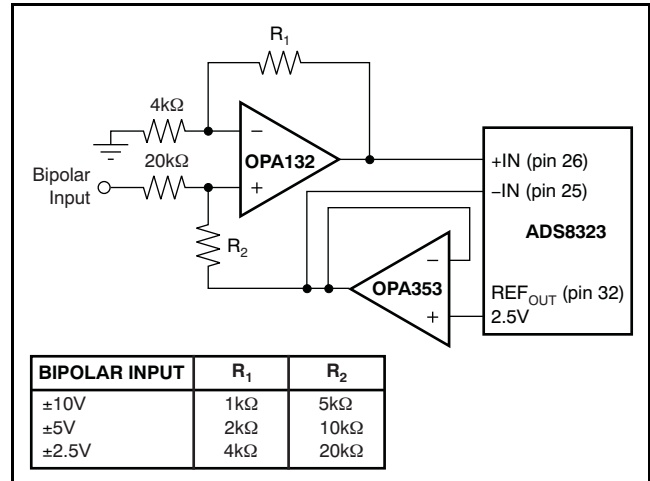 R1
4kΩ
−
OPA132
+
20kΩ
Bipolar
Input
R2
+IN (pin 26)
−IN (pin 25)
ADS8323
REFOUT (pin 32)
2.5V
−
OPA353
+
BIPOLAR INPUT R1 R2
±10V 1kΩ 5kΩ
±5V 2kΩ 10kΩ
±2.5V 4kΩ 20kΩ